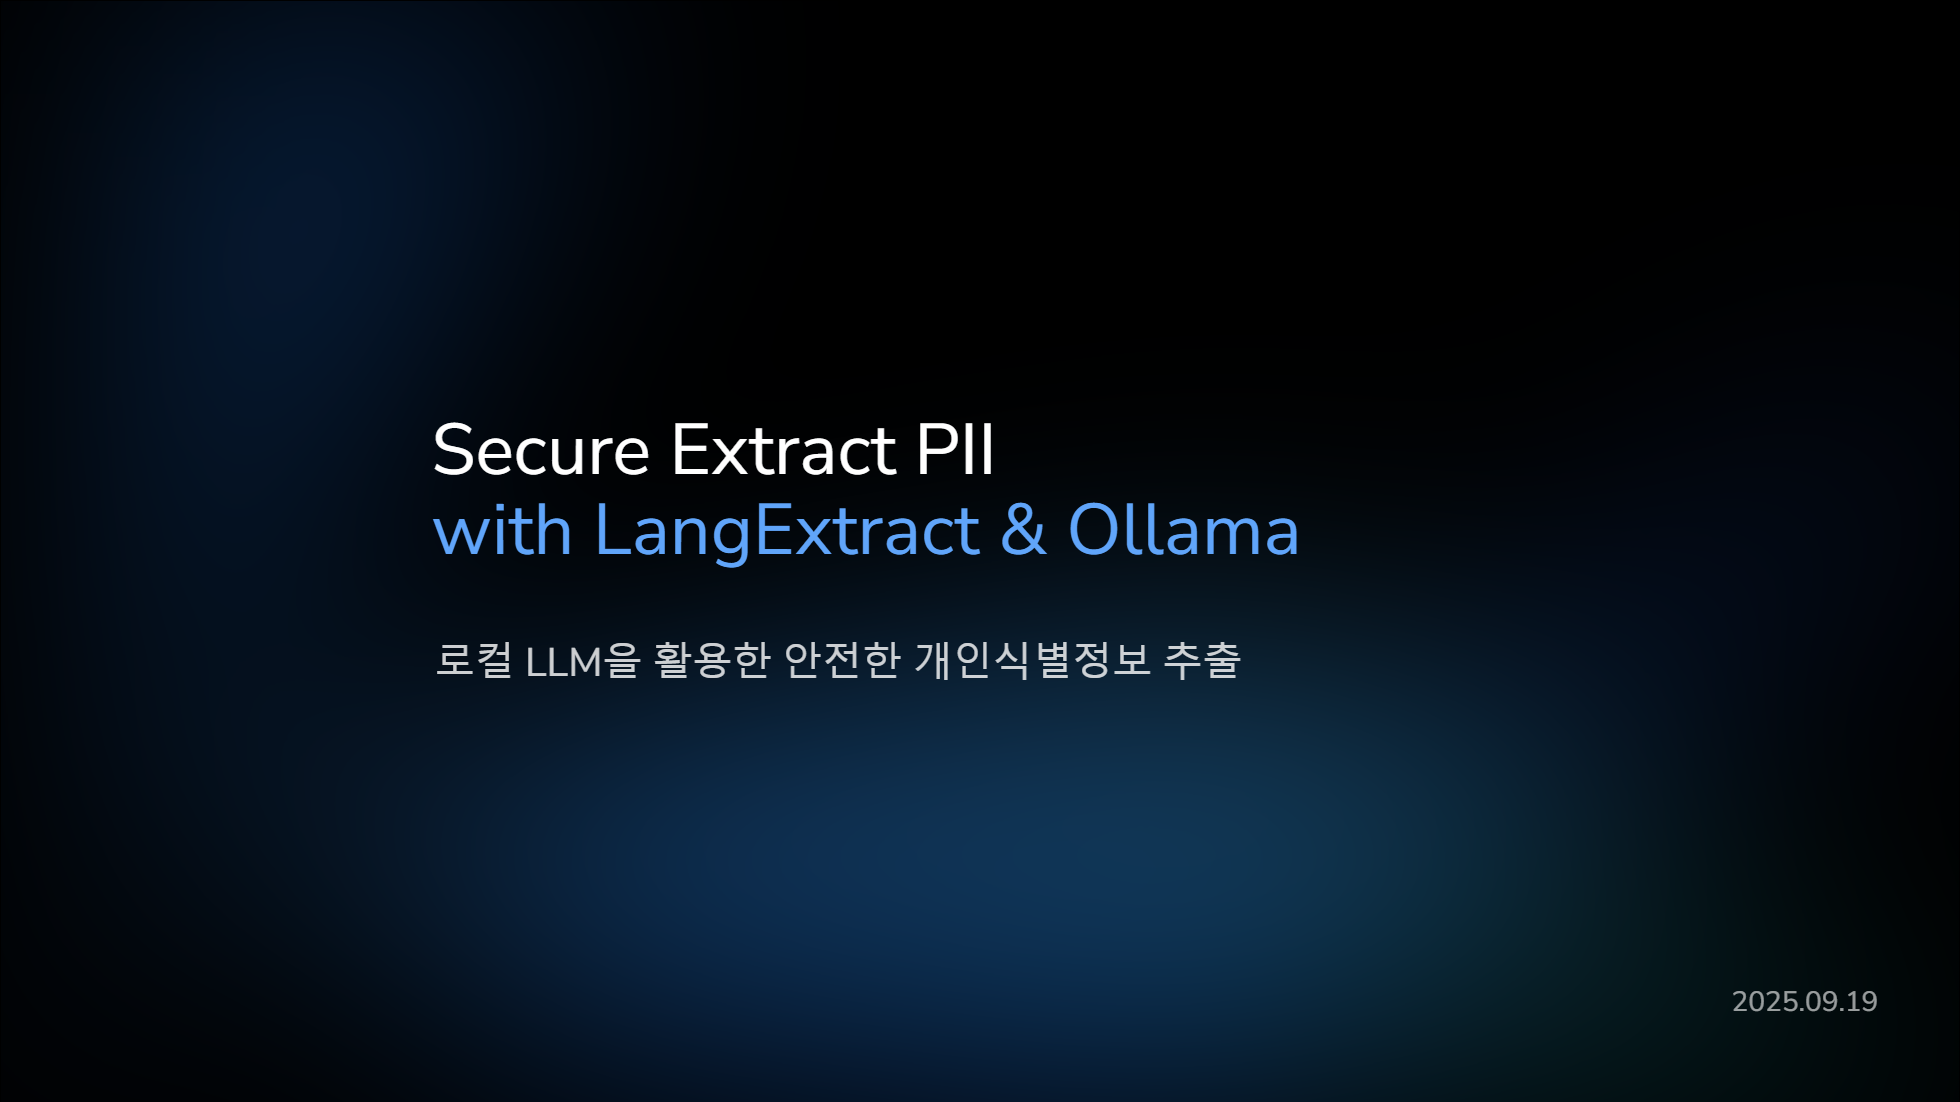 Secure Extract PII
with LangExtract & Ollama
로컬 LLM을 활용한 안전한 개인식별정보 추출
2025.09.19